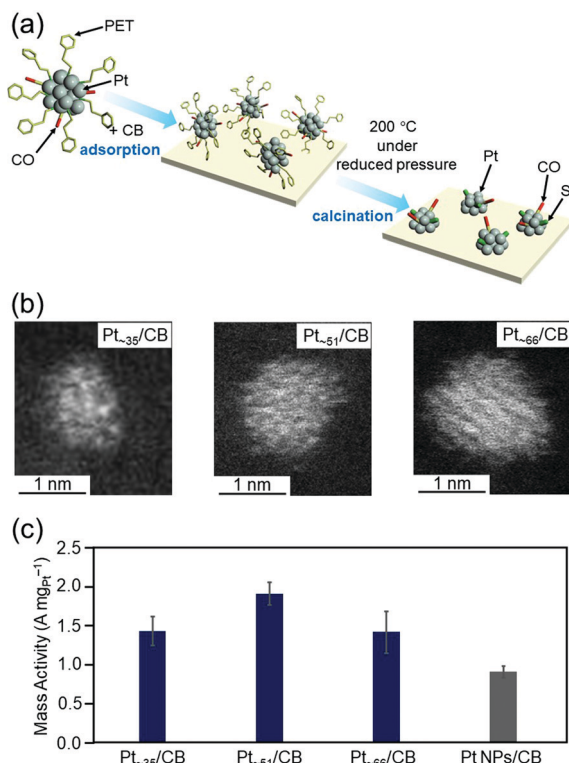 (a)
PET
Pt
+ CB
CO
adsorption
200 °C
under
reduced pressure
calcination
Pt
CO
S
(b)
Pt~35/CB
Pt~51/CB
Pt~66/CB
1 nm
1 nm
1 nm
(c)
Mass Activity (A mgPt−1)
2.5
2.0
1.5
1.0
0.5
0.0
Pt~35/CB
Pt~51/CB
Pt~66/CB
Pt NPs/CB